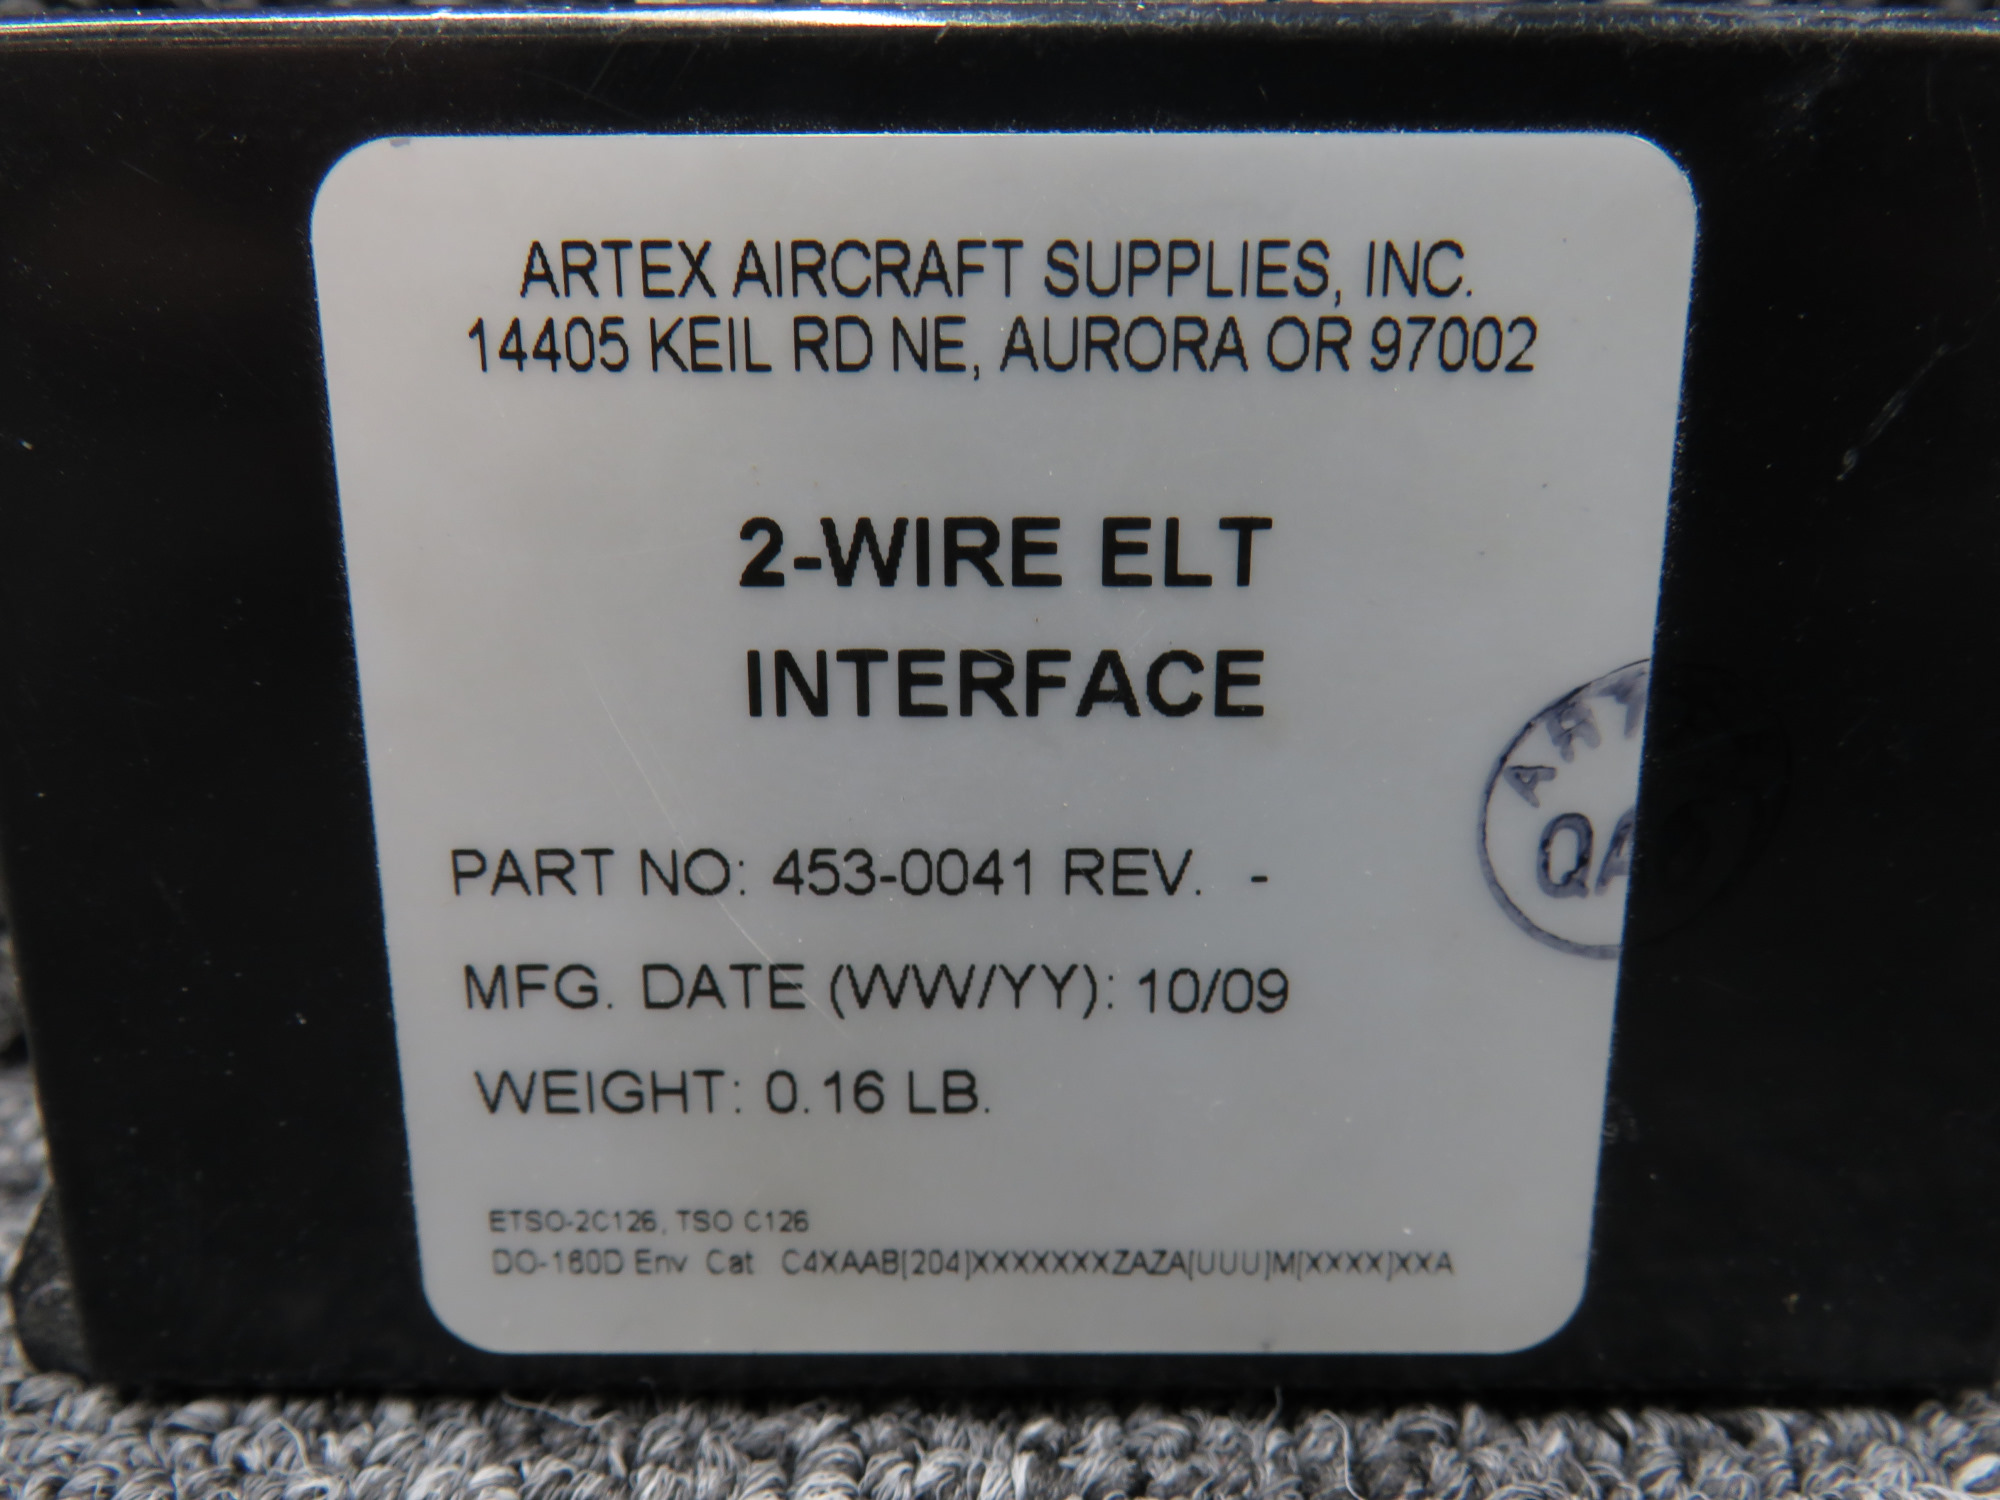 ARTEX AIRCRAFT SUPPLIES, INC.
14405 KEIL RD NE, AURORA OR 97002
2-WIRE ELT
INTERFACE
PART NO: 453-0041 REV. -
MFG. DATE (WW/YY): 10/09
WEIGHT: 0.16 LB.
ETSO-2C126, TSO C126
DO-160D Env Cat C4XAAB[204]XXXXXXXZAZA[UUU]M[XXXX]XXA
QA